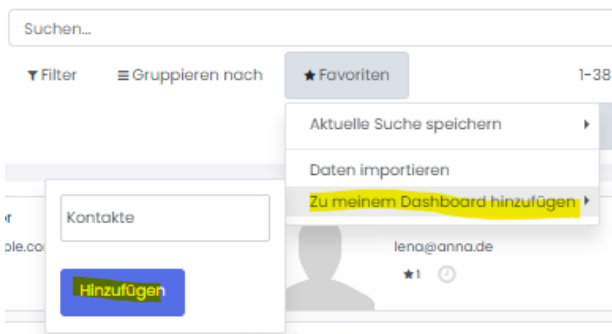 Suchen...
Filter Gruppieren nach Favoriten 1-38
Aktuelle Suche speichern
Daten importieren
Zu meinem Dashboard hinzufügen
Kontakte
Hinzufügen
lena@anna.de
1